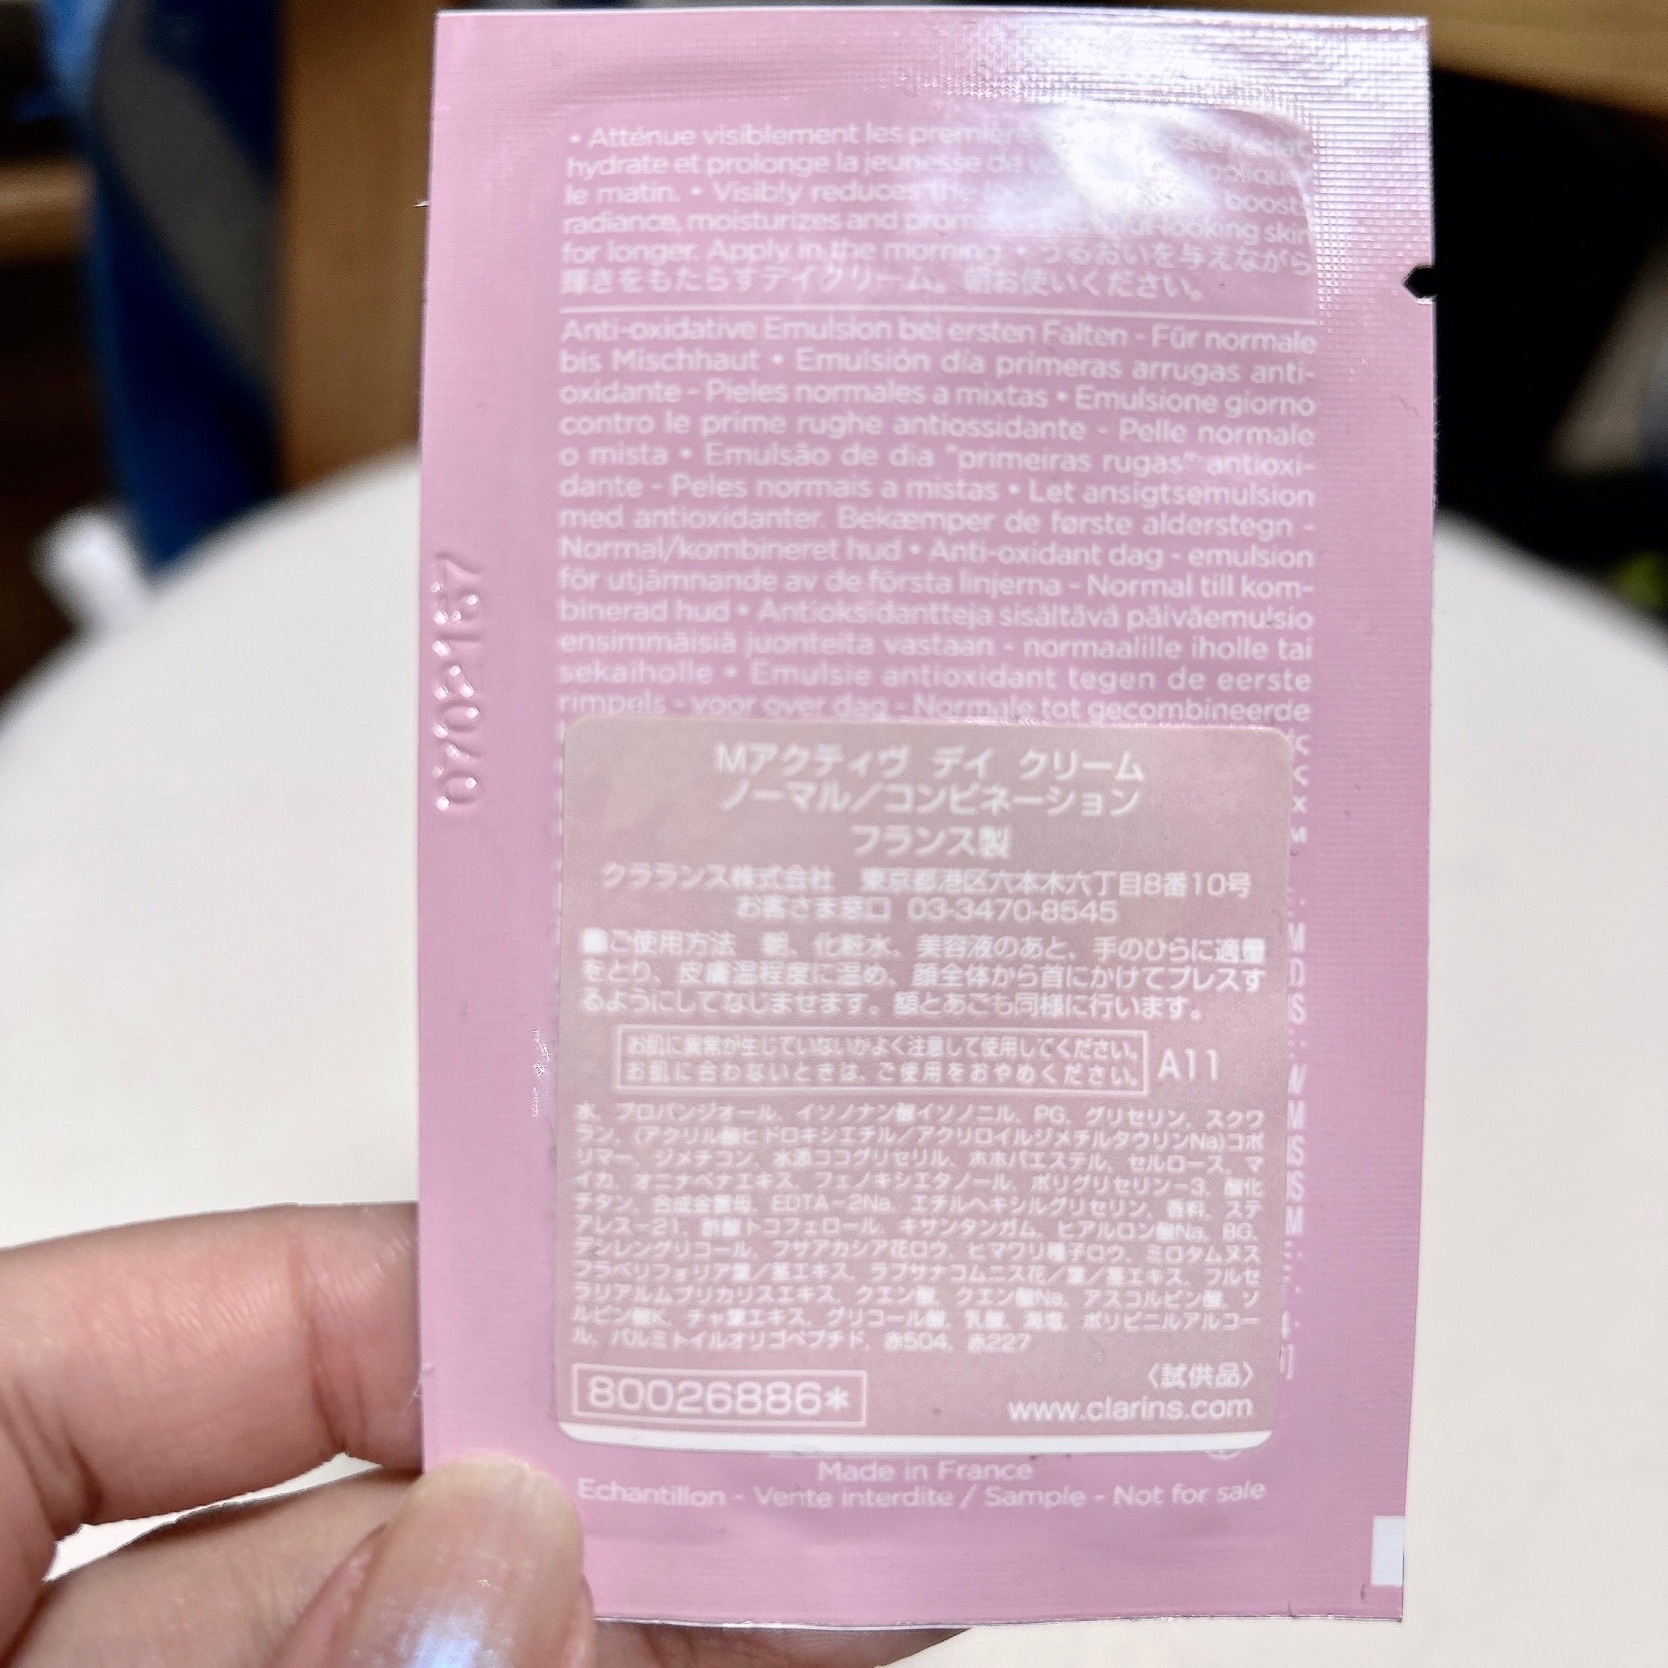 • Atténue visiblement les
hydrate et prolonge la jeunesse de
le matin. • Visibly reduces the boosts
radiance, moisturizes and looking skin
for longer. Apply in the morning. • うるおいを与えながら
輝きをもたらすデイクリーム。朝お使いください。
Anti-oxidative Emulsion bei ersten Falten - Für normale
bis Mischhaut • Emulsión día primeras arrugas anti-
oxidante - Pieles normales a mixtas • Emulsione giorno
contro le prime rughe antiossidante - Pelle normale
o mista • Emulsão de dia "primeiras rugas" antioxi-
dante - Peles normais a mistas • Let ansigtsemulsion
med antioxidanter. Bekæmper de første alderstegn -
Normal/kombineret hud • Anti-oxidant dag - emulsion
för utjämnande av de första linjerna - Normal till kom-
binerad hud • Antioksidantteja sisältävä päiväemulsio
ensimmäisiä juonteita vastaan - normaalille iholle tai
sekaiholle • Emulsie antioxidant tegen de eerste
rimpels - voor over dag - Normale tot gecombineerde
0702167
Mアクティヴ デイ クリーム
ノーマル/コンビネーション
フランス製
クラランス株式会社 東京都港区六本木六丁目8番10号
お客さま窓口 03-3470-8545
■ご使用方法 朝、化粧水、美容液のあと、手のひらに適量
をとり、皮膚温程度に温め、顔全体から首にかけてプレスす
るようにしてなじませます。額とあごも同様に行います。
お肌に異常が生じていないかよく注意して使用してください。
お肌に合わないときは、ご使用をおやめください。
A11
水、プロパンジオール、イソノナン酸イソノニル、PG、グリセリン、スクワ
ラン、(アクリル酸ヒドロキシエチル/アクリロイルジメチルタウリンNa)コポ
リマー、ジメチコン、水添ココグリセリル、ホホバエステル、セルロース、マ
イカ、オニナベナエキス、フェノキシエタノール、ポリグリセリン-3、酸化
チタン、合成金雲母、EDTA-2Na、エチルヘキシルグリセリン、香料、ステ
アレス-21、酢酸トコフェロール、キサンタンガム、ヒアルロン酸Na、BG、
デシレングリコール、フサアカシア花ロウ、ヒマワリ種子ロウ、ミロタムヌス
フラベリフォリア葉/茎エキス、ラプサナコムニス花/葉/茎エキス、フルセ
ラリアルムブリカリスエキス、クエン酸、クエン酸Na、アスコルビン酸、ソ
ルビン酸K、チャ葉エキス、グリコール酸、乳酸、海塩、ポリビニルアルコー
ル、パルミトイルオリゴペプチド、赤504、赤227
80026886*
〈試供品〉
www.clarins.com
Made in France
Echantillon - Vente interdite / Sample - Not for sale